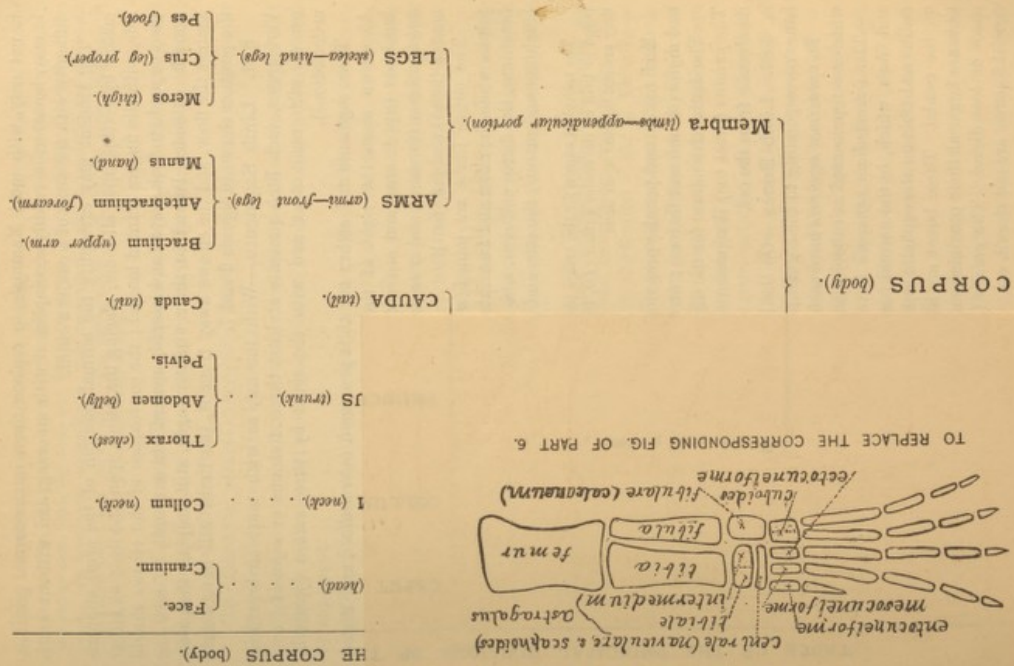 HE CORPUS (body).
centrale (naviculare, s. scaphoides)
entocuneiforme
mesocuneiforme
tibiale
intermedium)
astragalus
tibia
fibula
femur
ectocuneiforme
cuboides
fibulare (calcaneum)
TO REPLACE THE CORRESPONDING FIG. OF PART 6.
(head). . . . . Face.
Cranium.
(neck). . . . . Collum (neck).
US (trunk). . . Thorax (chest).
Abdomen (belly).
Pelvis.
CORPUS (body).
CAUDA (tail). Cauda (tail).
Membra (limbs—appendicular portion).
ARMS (armi—front legs). Brachium (upper arm).
Antebrachium (forearm).
Manus (hand).
LEGS (skelea—hind legs). Meros (thigh).
Crus (leg proper).
Pes (foot).